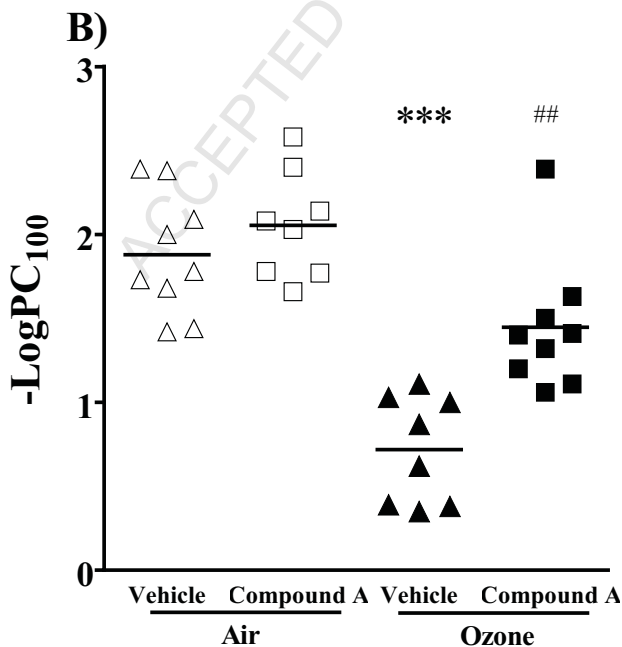 B)
ACCEPTED
3
*** ##
2
-LogPC100
1
0
Vehicle Compound A Vehicle Compound A
Air Ozone